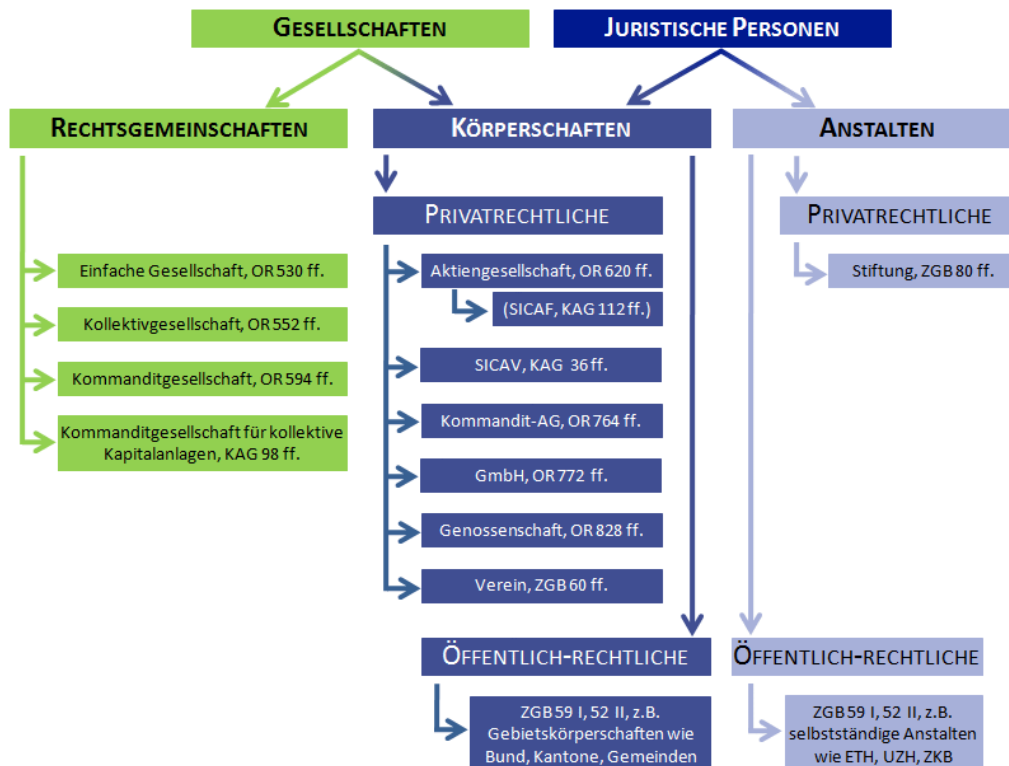 GESELLSCHAFTEN
JURISTISCHE PERSONEN
RECHTSGEMEINSCHAFTEN
KÖRPERSCHAFTEN
ANSTALTEN
Einfache Gesellschaft, OR 530 ff.
Kollektivgesellschaft, OR 552 ff.
Kommanditgesellschaft, OR 594 ff.
Kommanditgesellschaft für kollektive
Kapitalanlagen, KAG 98 ff.
PRIVATRECHTLICHE
Aktiengesellschaft, OR 620 ff.
(SICAF, KAG 112 ff.)
SICAV, KAG 36 ff.
Kommandit-AG, OR 764 ff.
GmbH, OR 772 ff.
Genossenschaft, OR 828 ff.
Verein, ZGB 60 ff.
ÖFFENTLICH-RECHTLICHE
ZGB 59 I, 52 II, z.B.
Gebietskörperschaften wie
Bund, Kantone, Gemeinden
PRIVATRECHTLICHE
Stiftung, ZGB 80 ff.
ÖFFENTLICH-RECHTLICHE
ZGB 59 I, 52 II, z.B.
selbstständige Anstalten
wie ETH, UZH, ZKB